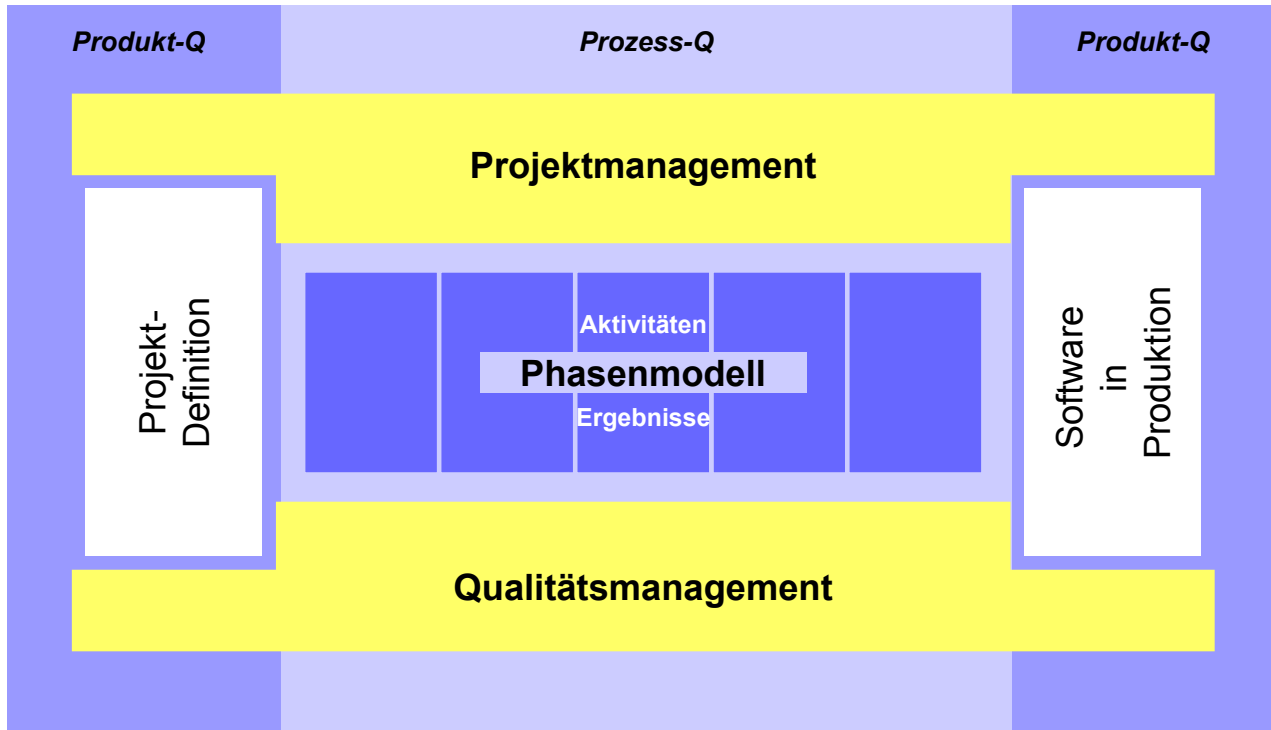 Produkt-Q
Prozess-Q
Produkt-Q
Projektmanagement
Projekt-
Definition
Aktivitäten
Phasenmodell
Ergebnisse
Software
in
Produktion
Qualitätsmanagement